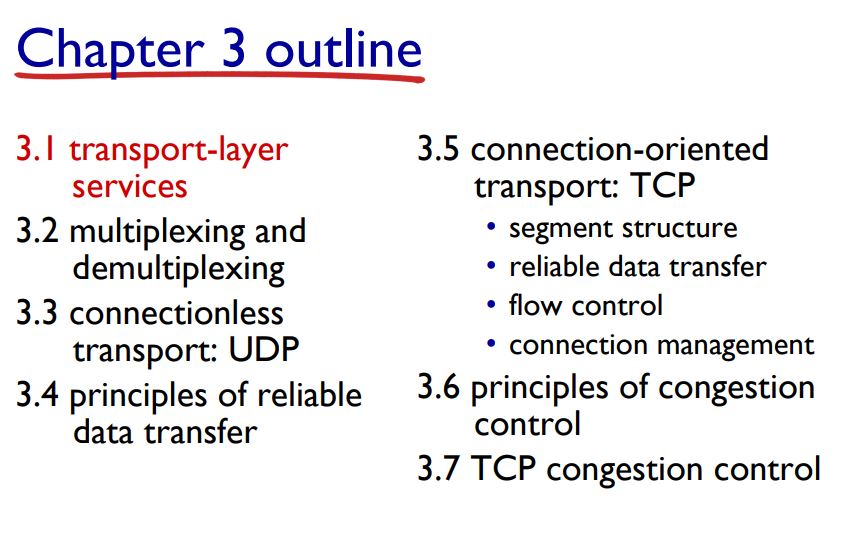 Chapter 3 outline
3.1 transport-layer
services
3.2 multiplexing and
demultiplexing
3.3 connectionless
transport: UDP
3.4 principles of reliable
data transfer
3.5 connection-oriented
transport: TCP
• segment structure
• reliable data transfer
• flow control
• connection management
3.6 principles of congestion
control
3.7 TCP congestion control